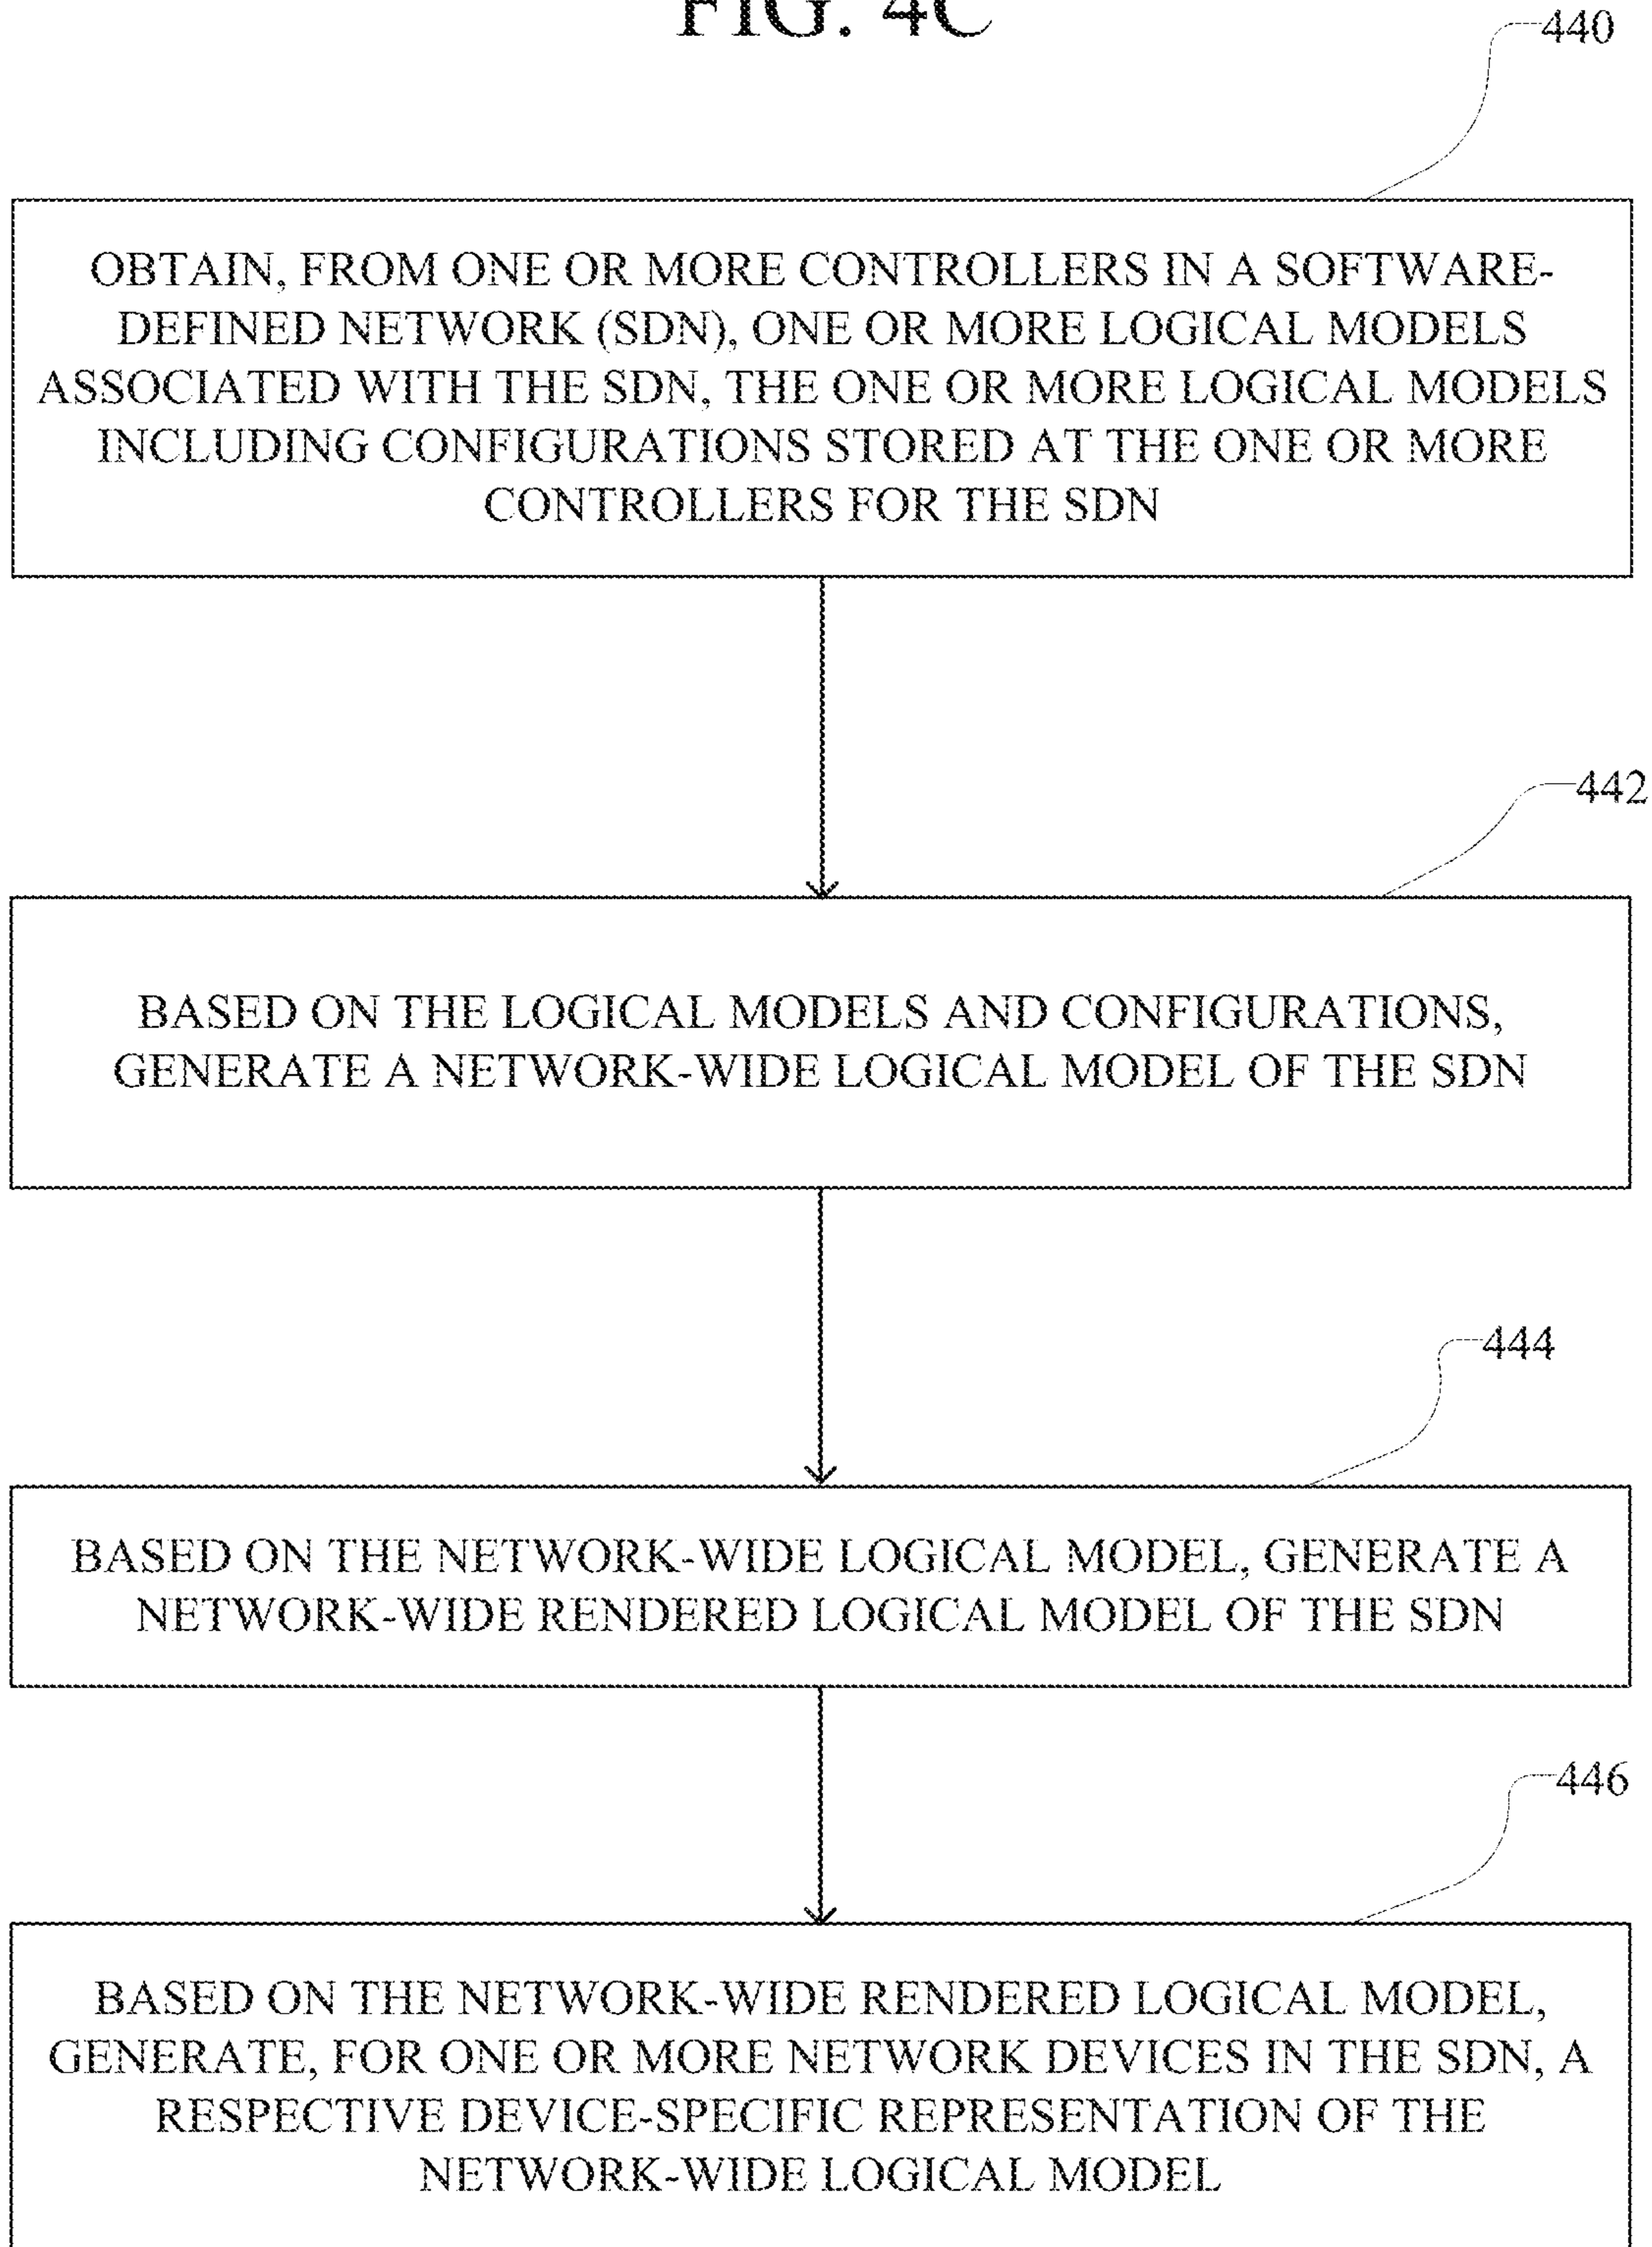 FIG. 4C
440
OBTAIN, FROM ONE OR MORE CONTROLLERS IN A SOFTWARE-
DEFINED NETWORK (SDN), ONE OR MORE LOGICAL MODELS
ASSOCIATED WITH THE SDN, THE ONE OR MORE LOGICAL MODELS
INCLUDING CONFIGURATIONS STORED AT THE ONE OR MORE
CONTROLLERS FOR THE SDN
442
BASED ON THE LOGICAL MODELS AND CONFIGURATIONS,
GENERATE A NETWORK-WIDE LOGICAL MODEL OF THE SDN
444
BASED ON THE NETWORK-WIDE LOGICAL MODEL, GENERATE A
NETWORK-WIDE RENDERED LOGICAL MODEL OF THE SDN
446
BASED ON THE NETWORK-WIDE RENDERED LOGICAL MODEL,
GENERATE, FOR ONE OR MORE NETWORK DEVICES IN THE SDN, A
RESPECTIVE DEVICE-SPECIFIC REPRESENTATION OF THE
NETWORK-WIDE LOGICAL MODEL